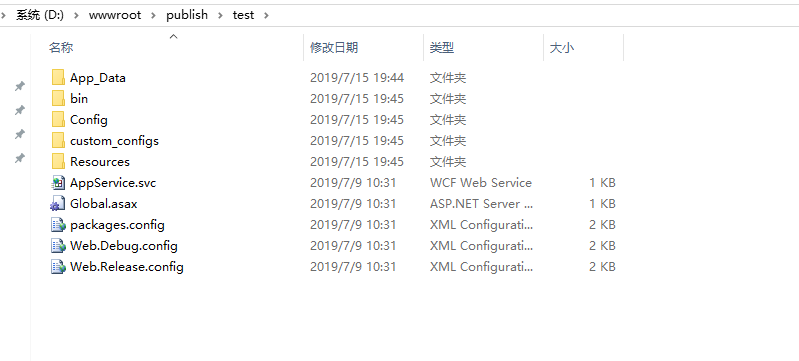 系统 (D:) > wwwroot > publish > test >
名称 修改日期 类型 大小
App_Data 2019/7/15 19:44 文件夹
bin 2019/7/15 19:45 文件夹
Config 2019/7/15 19:45 文件夹
custom_configs 2019/7/15 19:45 文件夹
Resources 2019/7/15 19:45 文件夹
AppService.svc 2019/7/9 10:31 WCF Web Service 1 KB
Global.asax 2019/7/9 10:31 ASP.NET Server ... 1 KB
packages.config 2019/7/9 10:31 XML Configurati... 2 KB
Web.Debug.config 2019/7/9 10:31 XML Configurati... 2 KB
Web.Release.config 2019/7/9 10:31 XML Configurati... 2 KB